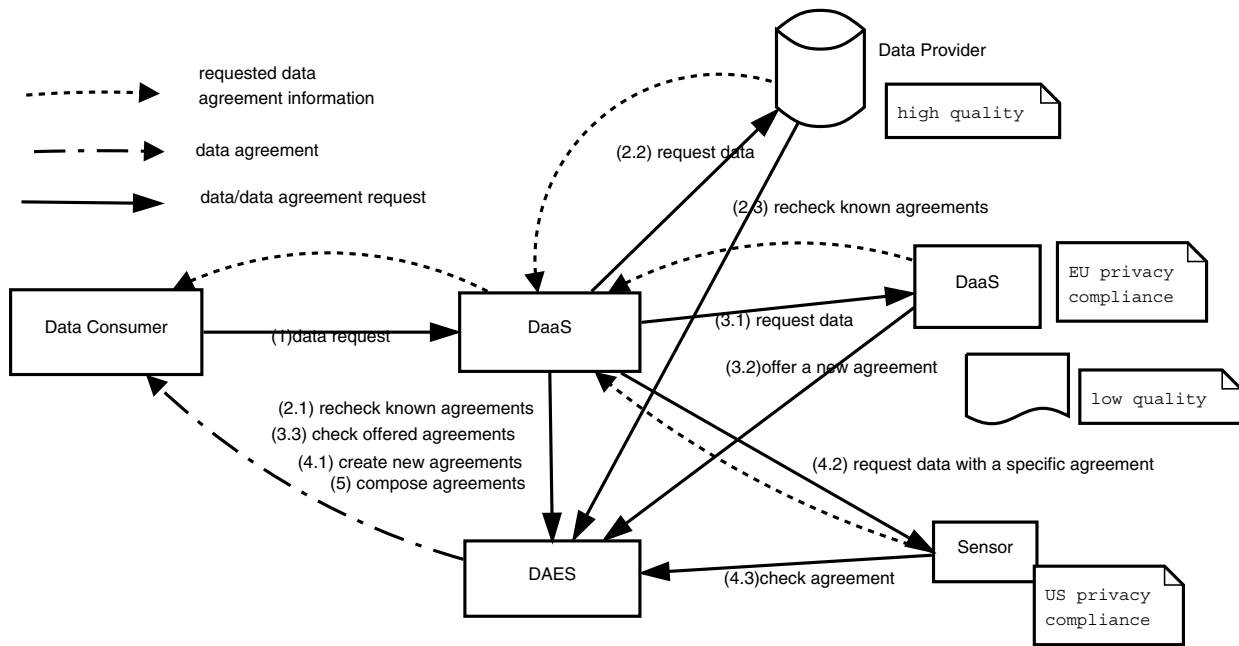 requested data
agreement information
data agreement
data/data agreement request
Data Provider
high quality
(2.2) request data
(2.3) recheck known agreements
DaaS
EU privacy
compliance
Data Consumer
(1)data request
DaaS
(3.1) request data
(3.2)offer a new agreement
low quality
(2.1) recheck known agreements
(3.3) check offered agreements
(4.1) create new agreements
(5) compose agreements
(4.2) request data with a specific agreement
DAES
(4.3)check agreement
Sensor
US privacy
compliance